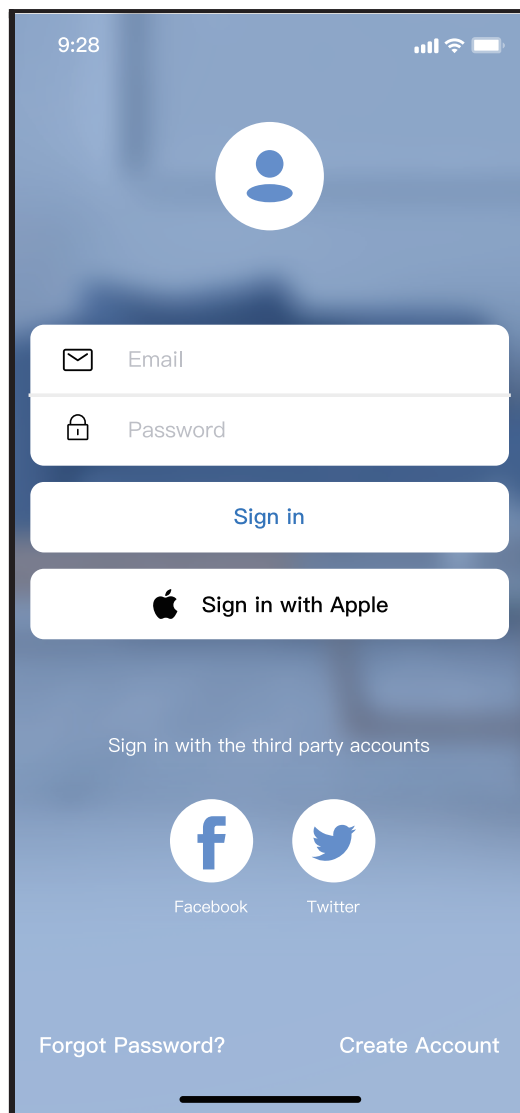 9:28
Email
Password
Sign in
Sign in with Apple
Sign in with the third party accounts
Facebook Twitter
Forgot Password? Create Account